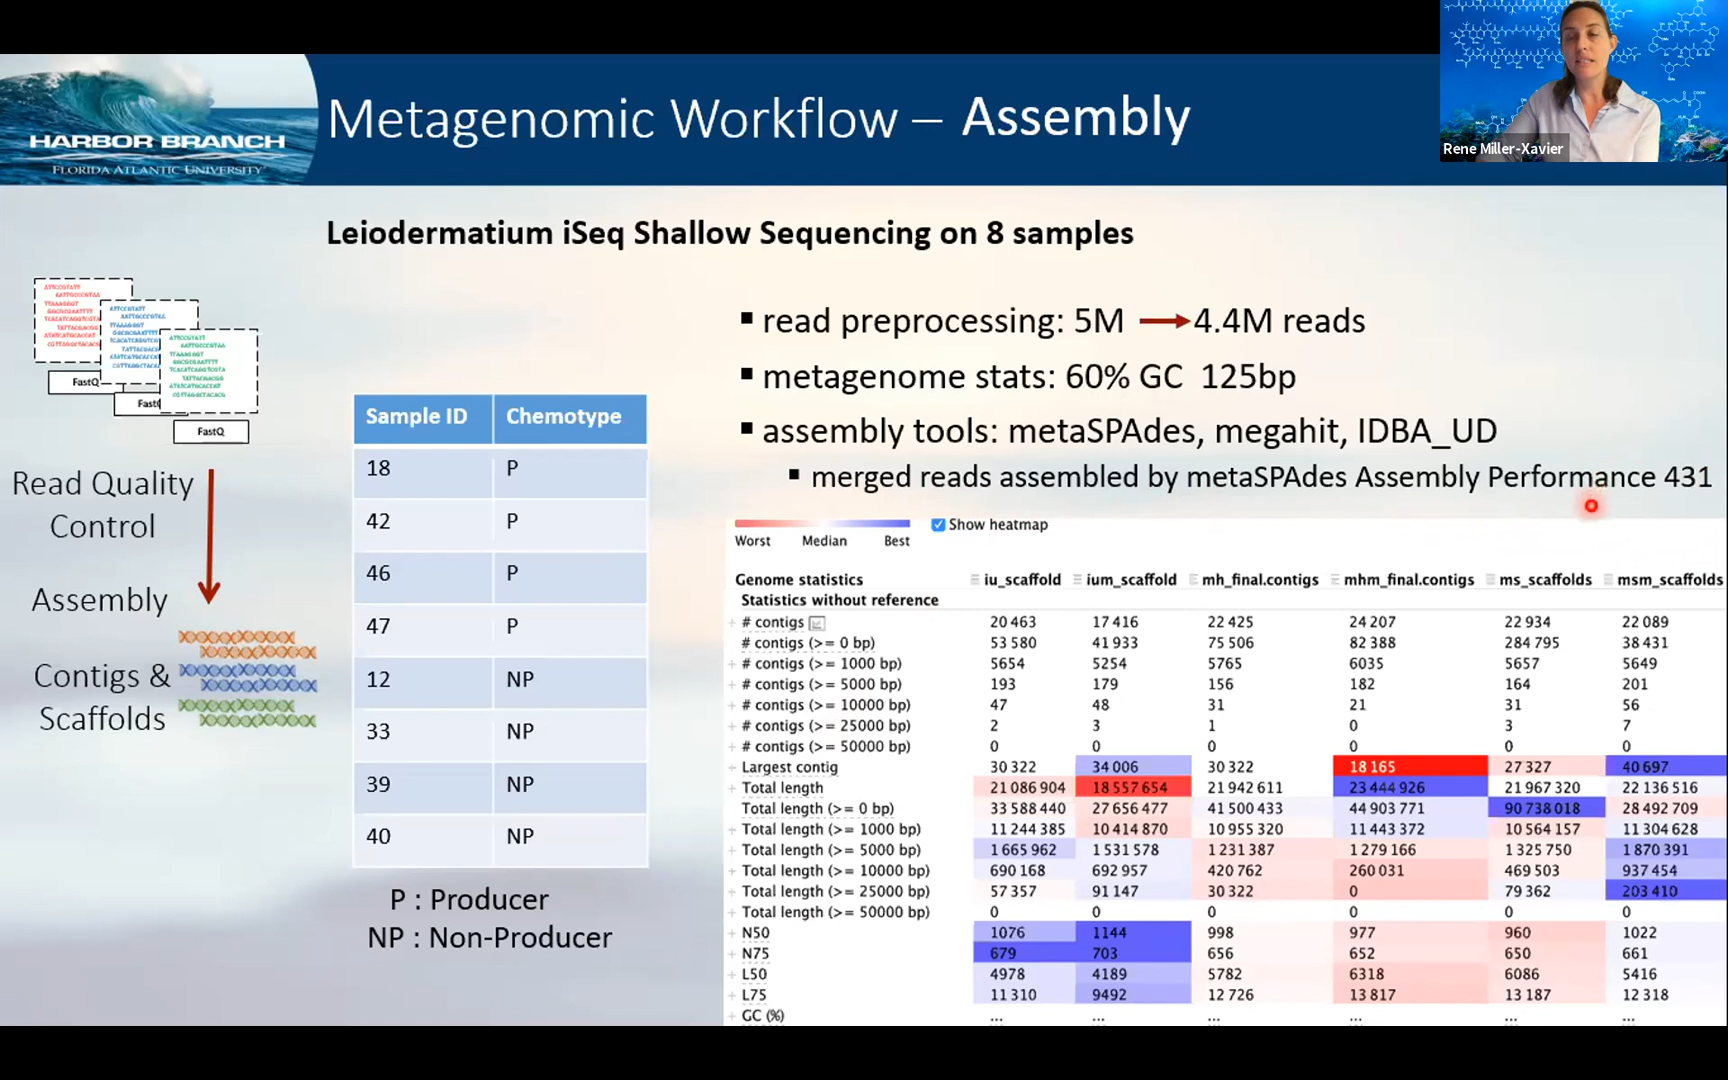 Rene Miller-Xavier
HARBOR BRANCH
FLORIDA ATLANTIC UNIVERSITY
Metagenomic Workflow – Assembly
Leiodermatium iSeq Shallow Sequencing on 8 samples
FastQ
FastQ
Read Quality
Control
Assembly
Contigs &
Scaffolds
Sample ID Chemotype
18 P
42 P
46 P
47 P
12 NP
33 NP
39 NP
40 NP
P : Producer
NP : Non-Producer
read preprocessing: 5M → 4.4M reads
metagenome stats: 60% GC 125bp
assembly tools: metaSPAdes, megahit, IDBA_UD
merged reads assembled by metaSPAdes Assembly Performance 431
Worst Median Best Show heatmap
Genome statistics iu_scaffold ium_scaffold mh_final.contigs mhm_final.contigs ms_scaffolds msm_scaffolds
Statistics without reference
# contigs 20 463 17 416 22 425 24 207 22 934 22 089
# contigs (>= 0 bp) 53 580 41 933 75 506 82 388 284 795 38 431
# contigs (>= 1000 bp) 5654 5254 5765 6035 5657 5649
# contigs (>= 5000 bp) 193 179 156 182 164 201
# contigs (>= 10000 bp) 47 48 31 21 31 56
# contigs (>= 25000 bp) 2 3 1 0 3 7
# contigs (>= 50000 bp) 0 0 0 0 0 0
Largest contig 30 322 34 006 30 322 18 165 27 327 40 697
Total length 21 086 904 18 557 654 21 942 611 23 444 926 21 967 320 22 136 516
Total length (>= 0 bp) 33 588 440 27 656 477 41 500 433 44 903 771 90 738 018 28 492 709
Total length (>= 1000 bp) 11 244 385 10 414 870 10 955 320 11 443 372 10 564 157 11 304 628
Total length (>= 5000 bp) 1 665 962 1 531 578 1 231 387 1 279 166 1 325 750 1 870 391
Total length (>= 10000 bp) 690 168 692 957 420 762 260 031 469 503 937 454
Total length (>= 25000 bp) 57 357 91 147 30 322 0 79 362 203 410
Total length (>= 50000 bp) 0 0 0 0 0 0
N50 1076 1144 998 977 960 1022
N75 679 703 656 652 650 661
L50 4978 4189 5782 6318 6086 5416
L75 11 310 9492 12 726 13 817 13 187 12 318
GC (%) ... ... ... ... ... ...